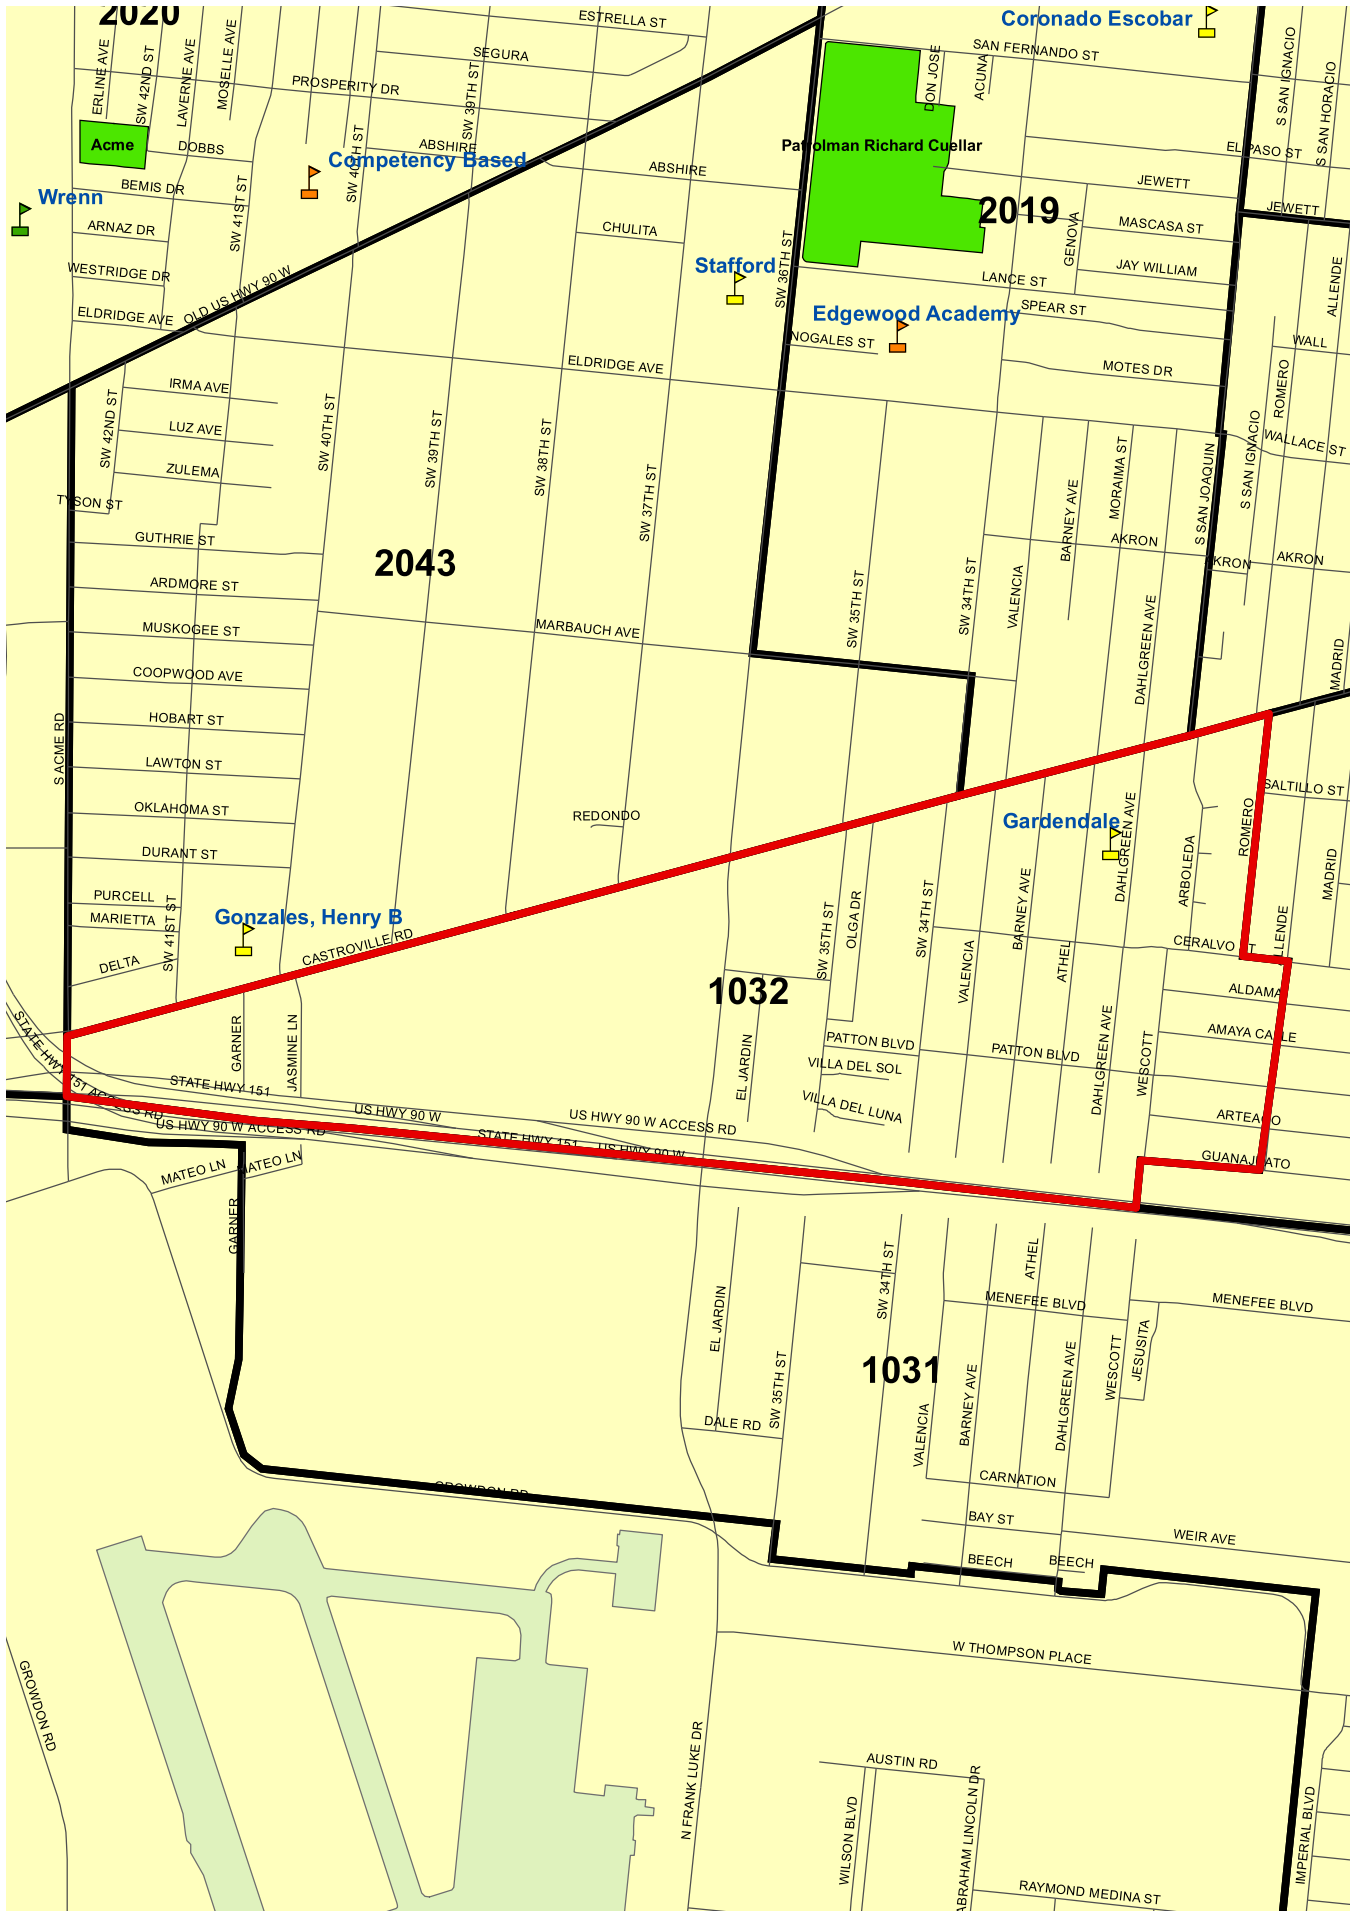 2020
ESTRELLA ST
Coronado Escobar
SEGURA
SAN FERNANDO ST
ERLINE AVE
SW 42ND ST
LAVERNE AVE
MOSELLE AVE
PROSPERITY DR
SW 39TH ST
DON JOSE
ACUNA
S SAN IGNACIO
S SAN HORACIO
Acme
DOBBS
SW 40TH ST
ABSHIRE
Competency Based
ABSHIRE
Patrolman Richard Cuellar
EL PASO ST
BEMIS DR
JEWETT
Wrenn
SW 41ST ST
2019
JEWETT
ARNAZ DR
CHULITA
GENOVA
MASCASA ST
WESTRIDGE DR
Stafford
SW 36TH ST
LANCE ST
JAY WILLIAM
ALLENDE
OLD US HWY 90 W
ELDRIDGE AVE
Edgewood Academy
SPEAR ST
NOGALES ST
WALL
ELDRIDGE AVE
MOTES DR
IRMA AVE
ROMERO
SW 42ND ST
LUZ AVE
SW 40TH ST
SW 39TH ST
SW 38TH ST
SW 37TH ST
WALLACE ST
S SAN IGNACIO
ZULEMA
MORAIMA ST
S SAN JOAQUIN
TYSON ST
BARNEY AVE
GUTHRIE ST
AKRON
KRON
AKRON
2043
ARDMORE ST
SW 35TH ST
SW 34TH ST
VALENCIA
MUSKOGEE ST
MARBAUCH AVE
DAHLGREEN AVE
MADRID
COOPWOOD AVE
HOBART ST
S ACME RD
LAWTON ST
SALTILLO ST
OKLAHOMA ST
REDONDO
Gardendale
ROMERO
DURANT ST
DAHLGREEN AVE
ARBOLEDA
MADRID
PURCELL
MARIETTA
Gonzales, Henry B
SW 41ST ST
CASTROVILLE RD
OLGA DR
SW 35TH ST
SW 34TH ST
BARNEY AVE
VALENCIA
ATHEL
CERALVO ST
LLENDE
DELTA
1032
ALDAMA
STATE HWY 151 ACCESS RD
GARNER
JASMINE LN
EL JARDIN
PATTON BLVD
PATTON BLVD
DAHLGREEN AVE
WESCOTT
AMAYA CALLE
VILLA DEL SOL
STATE HWY 151
VILLA DEL LUNA
US HWY 90 W
US HWY 90 W ACCESS RD
ARTEAGO
US HWY 90 W ACCESS RD
STATE HWY 151
US HWY 90 W
GUANAJUATO
MATEO LN
MATEO LN
GARNER
SW 34TH ST
ATHEL
EL JARDIN
MENEFEE BLVD
MENEFEE BLVD
1031
SW 35TH ST
VALENCIA
BARNEY AVE
DAHLGREEN AVE
WESCOTT
JESUSITA
DALE RD
CARNATION
GROWDON RD
BAY ST
WEIR AVE
BEECH
BEECH
GROWDON RD
W THOMPSON PLACE
N FRANK LUKE DR
AUSTIN RD
WILSON BLVD
ABRAHAM LINCOLN DR
IMPERIAL BLVD
RAYMOND MEDINA ST